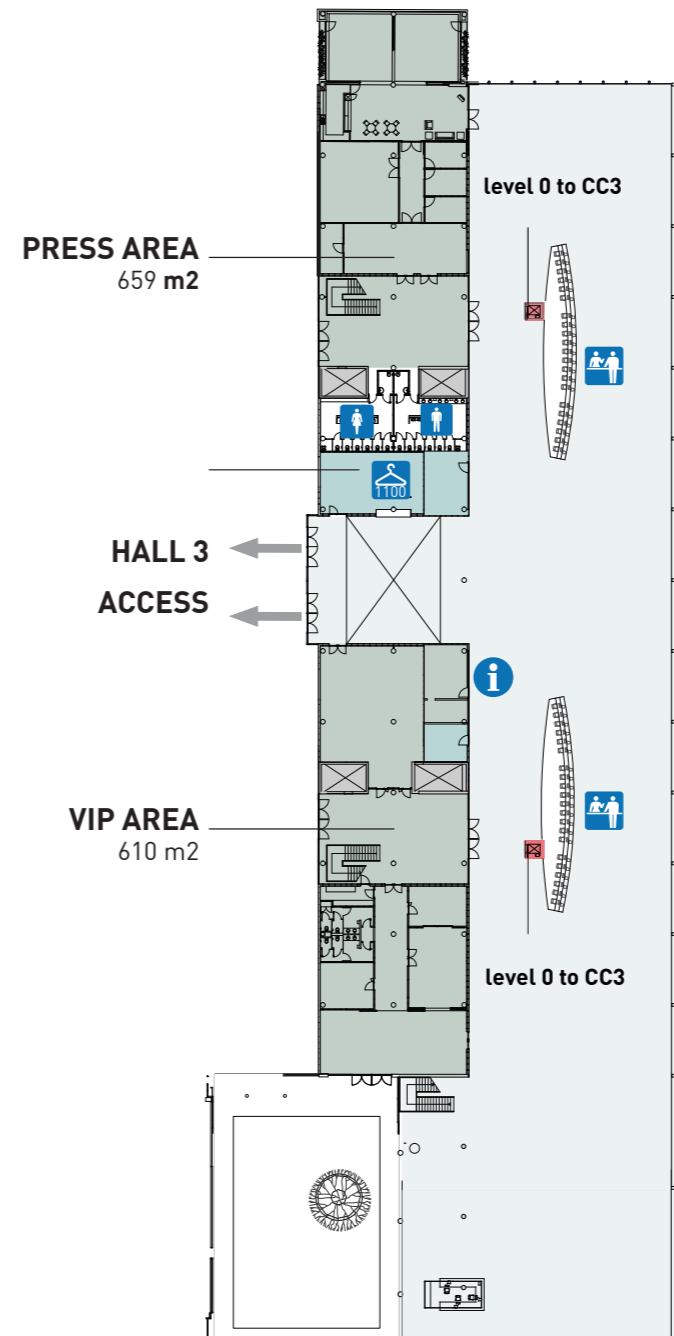 level 0 to CC3
PRESS AREA
659 m2
1100
HALL 3
ACCESS
i
VIP AREA
610 m2
level 0 to CC3